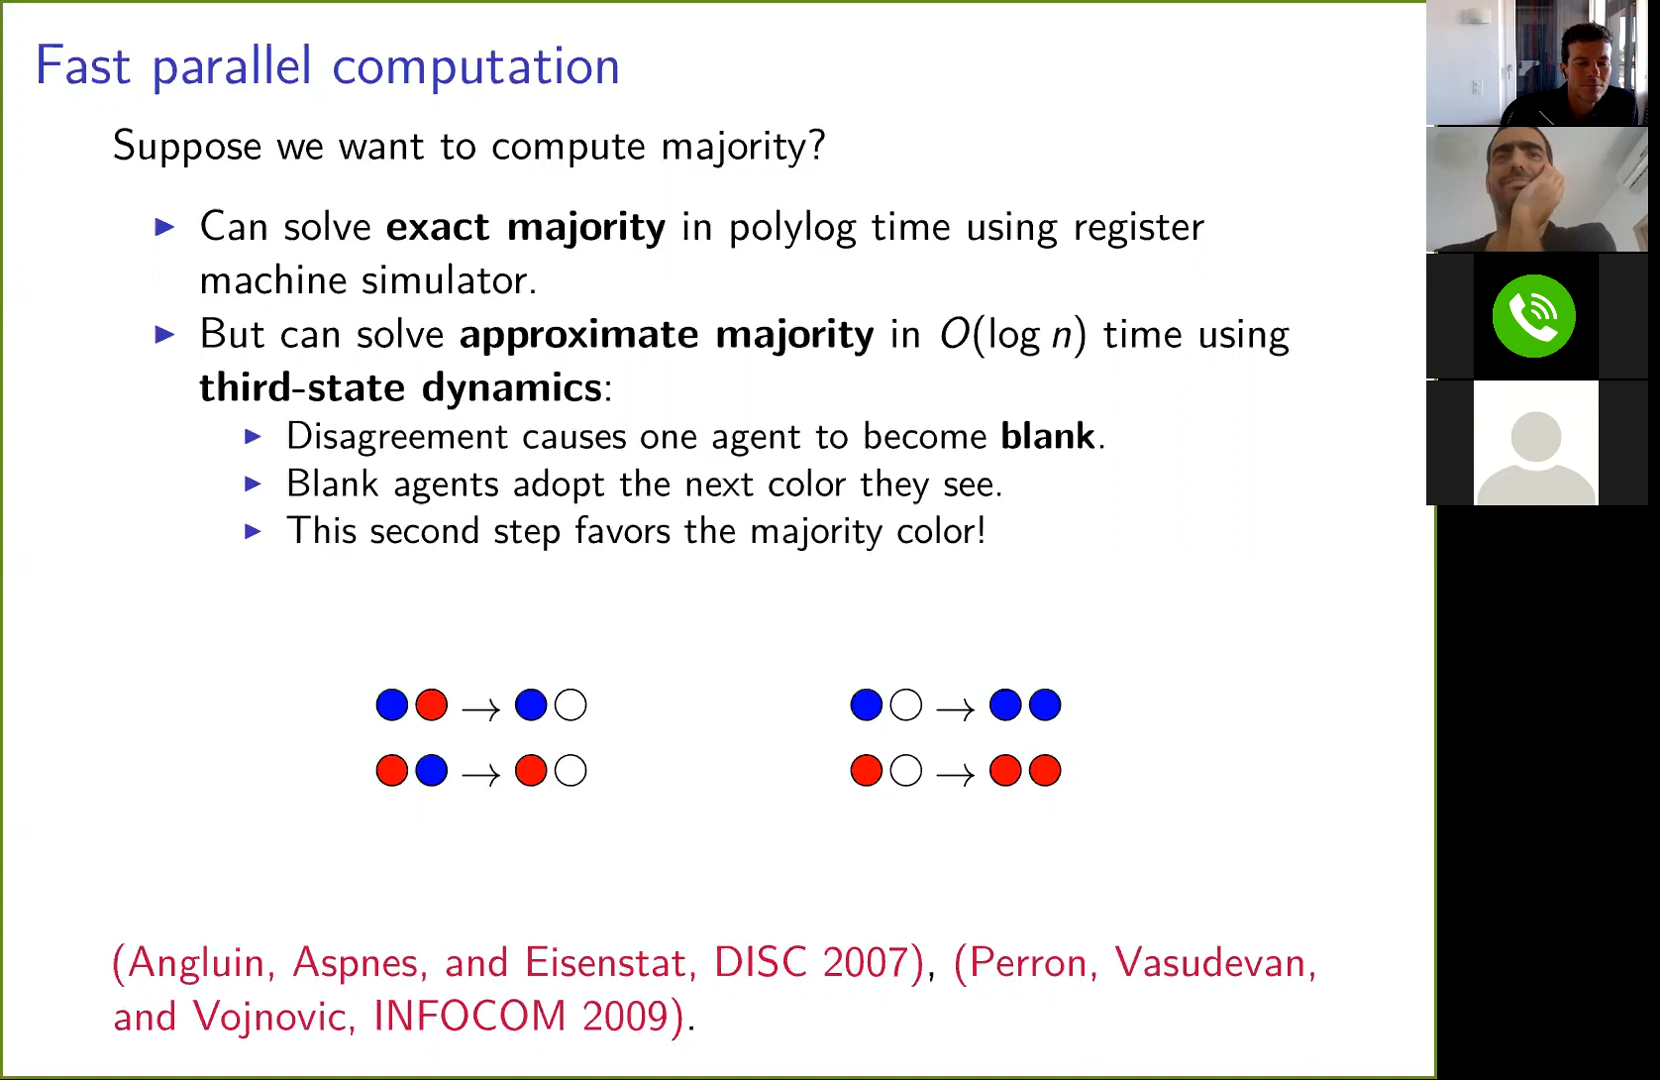 Fast parallel computation
Suppose we want to compute majority?
▶ Can solve exact majority in polylog time using register
machine simulator.
▶ But can solve approximate majority in O(log n) time using
third-state dynamics:
▶ Disagreement causes one agent to become blank.
▶ Blank agents adopt the next color they see.
▶ This second step favors the majority color!
(Angluin, Aspnes, and Eisenstat, DISC 2007), (Perron, Vasudevan,
and Vojnovic, INFOCOM 2009).